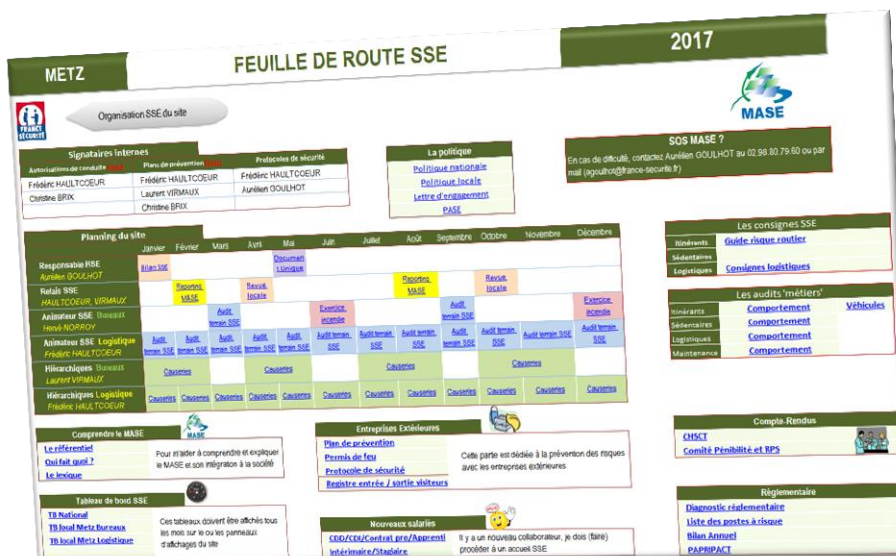 METZ
FEUILLE DE ROUTE SSE
2017
FRANCE
SÉCURITÉ
Organisation SSE du site
MASE
Signataires internes
Autorisations de conduite
Plans de prévention
Protocoles de sécurité
Frédéric HAULTCOEUR
Frédéric HAULTCOEUR
Frédéric HAULTCOEUR
Christine BRIX
Laurent VIRMAUX
Aurélien GOULHOT
Christine BRIX
La politique
Politique nationale
Politique locale
Lettre d'engagement
PASE
SOS MASE ?
En cas de difficulté, contactez Aurélien GOULHOT au 02.98.80.79.60 ou par
mail (agoulhot@france-securite.fr)
Planning du site
Janvier Février Mars Avril Mai Juin Juillet Août Septembre Octobre Novembre Décembre
Responsable HSE
Aurélien GOULHOT
Bilan SSE
Documen
t Unique
Relais SSE
HAULTCOEUR, VIRMAUX
Reporting
MASE
Revue
locale
Reporting
MASE
Revue
locale
Animateur SSE Bureaux
Hervé NORROY
Audit
terrain SSE
Exercice
incendie
Audit
terrain SSE
Exercice
incendie
Animateur SSE Logistique
Frédéric HAULTCOEUR
Audit
terrain SSE
Audit
terrain SSE
Audit
terrain SSE
Audit
terrain SSE
Audit
terrain SSE
Audit terrain
SSE
Audit terrain
SSE
Audit terrain
SSE
Audit
terrain SSE
Audit terrain
SSE
Audit terrain SSE
Audit terrain
SSE
Hiérarchiques Bureaux
Laurent VIRMAUX
Causeries Causeries Causeries Causeries
Hiérarchiques Logistique
Frédéric HAULTCOEUR
Causeries Causeries Causeries Causeries Causeries Causeries Causeries Causeries Causeries Causeries Causeries Causeries
Les consignes SSE
Itinérants Guide risque routier
Sédentaires
Logistiques Consignes logistiques
Les audits 'métiers'
Itinérants Comportement Véhicules
Sédentaires Comportement
Logistiques Comportement
Maintenance Comportement
Comprendre le MASE
MASE
Le référentiel
Qui fait quoi ?
Le lexique
Pour m'aider à comprendre et expliquer
le MASE et son intégration à la société
Entreprises Extérieures
Plan de prévention
Permis de feu
Protocole de sécurité
Registre entrée / sortie visiteurs
Cette partie est dédiée à la prévention des risques
avec les entreprises extérieures
Compte-Rendus
CHSCT
Comité Pénibilité et RPS
Tableau de bord SSE
TB National
TB local Metz Bureaux
TB local Metz Logistique
Ces tableaux doivent être affichés tous
les mois sur le ou les panneaux
d'affichages du site
Nouveaux salariés
CDD/CDI/Contrat pro/Apprenti
Intérimaire/Stagiaire
Il y a un nouveau collaborateur, je dois (faire)
procéder à un accueil SSE
Règlementaire
Diagnostic règlementaire
Liste des postes à risque
Bilan Annuel
PAPRIPACT